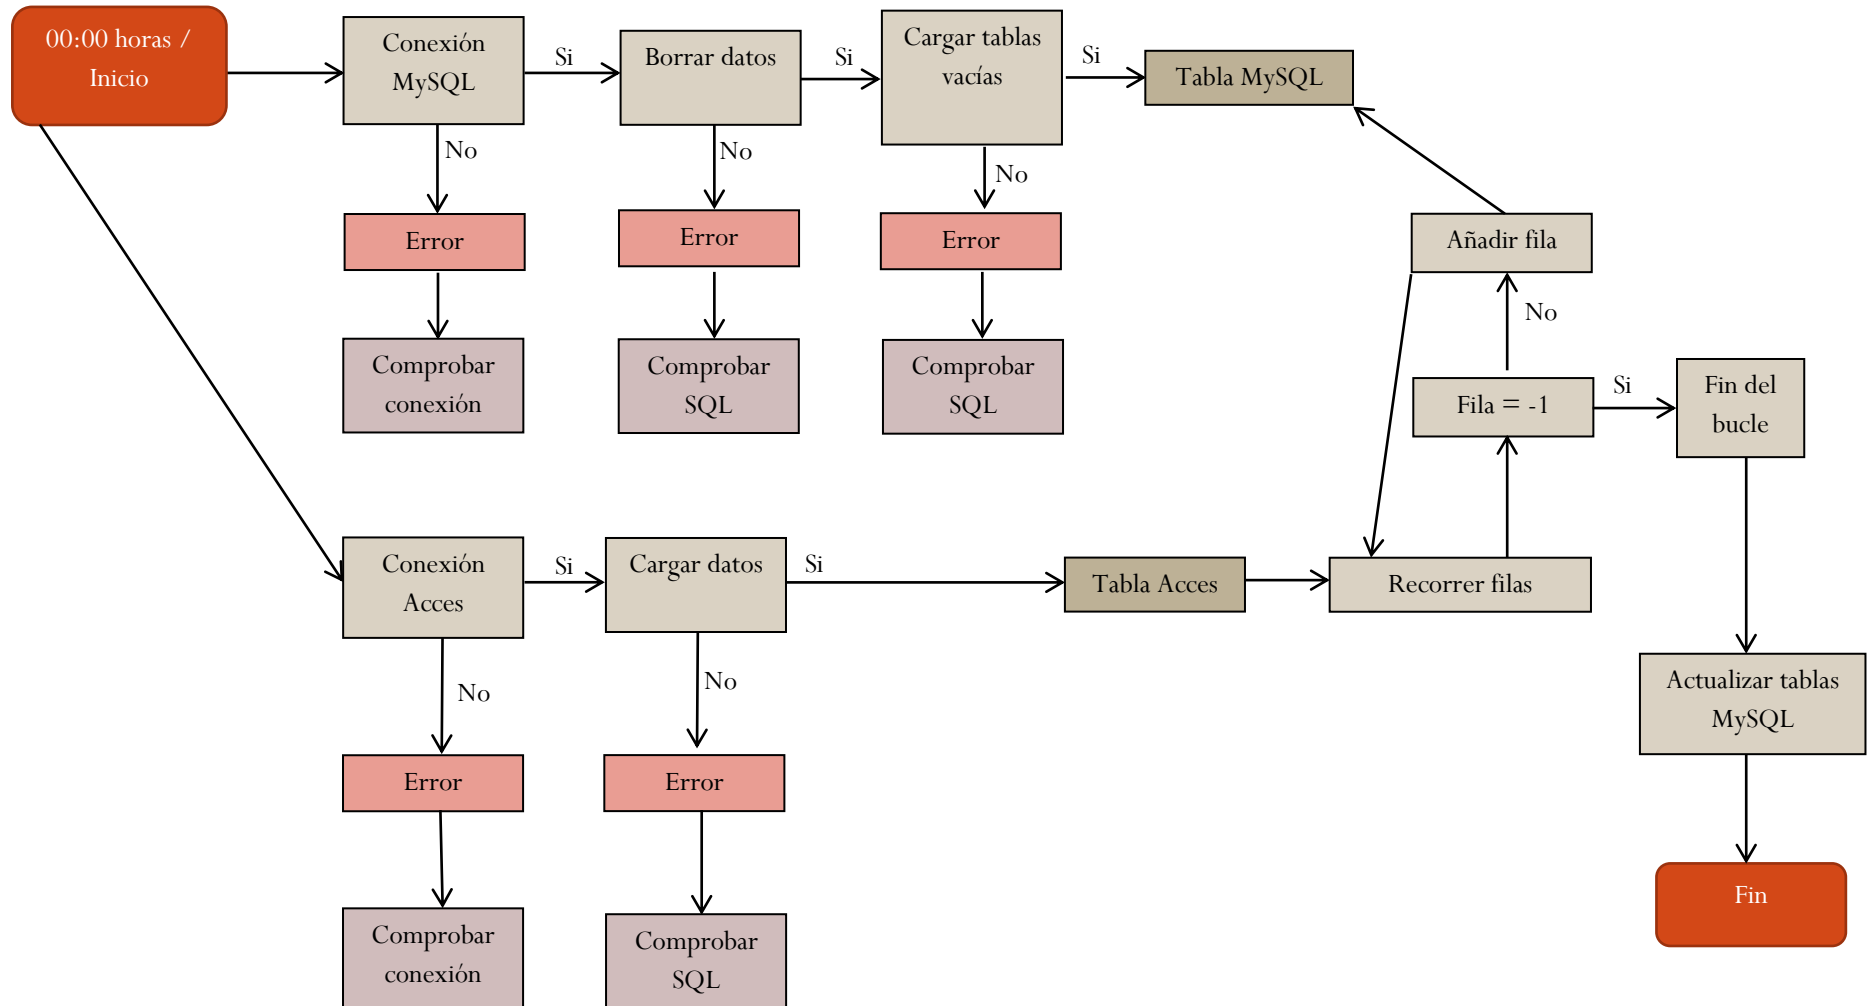 00:00 horas /
Inicio
Conexión
MySQL
Si
Borrar datos
Si
Cargar tablas
vacías
Si
Tabla MySQL
No
No
No
Error
Error
Error
Añadir fila
Comprobar
conexión
Comprobar
SQL
Comprobar
SQL
No
Fila = -1
Si
Fin del
bucle
Conexión
Acces
Si
Cargar datos
Si
Tabla Acces
Recorrer filas
No
No
Actualizar tablas
MySQL
Error
Error
Fin
Comprobar
conexión
Comprobar
SQL